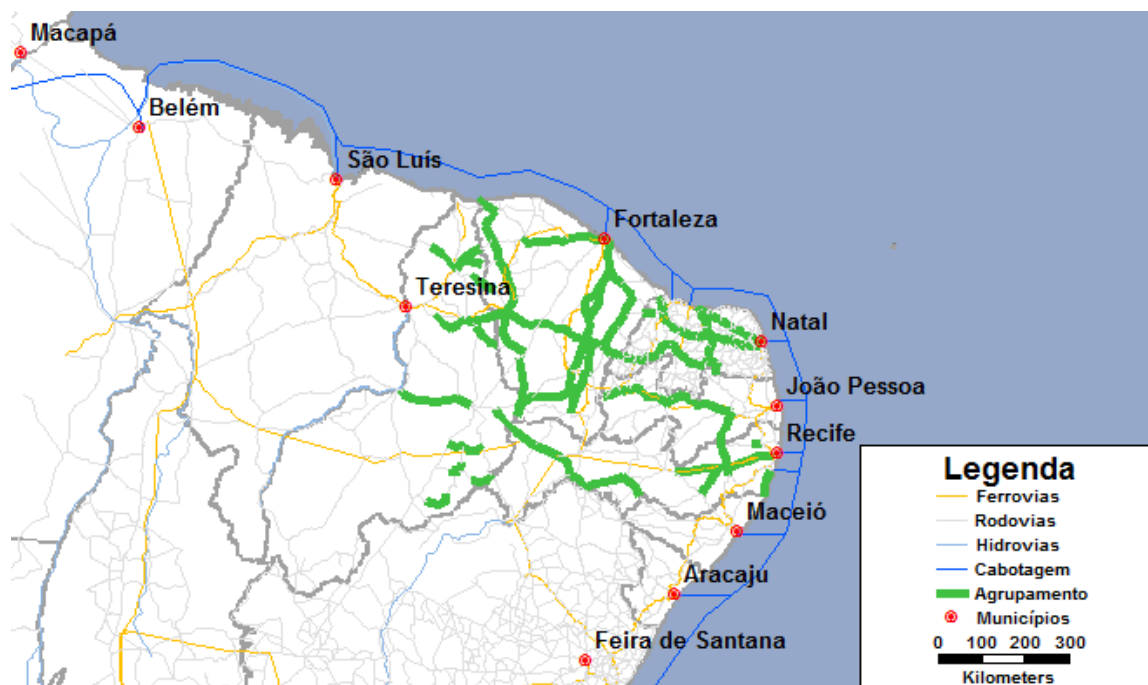 Macapá
Belém
São Luís
Fortaleza
Teresina
Natal
João Pessoa
Recife
Maceió
Aracaju
Feira de Santana
Legenda
Ferrovias
Rodovias
Hidrovias
Cabotagem
Agrupamento
Municípios
0 100 200 300
Kilometers